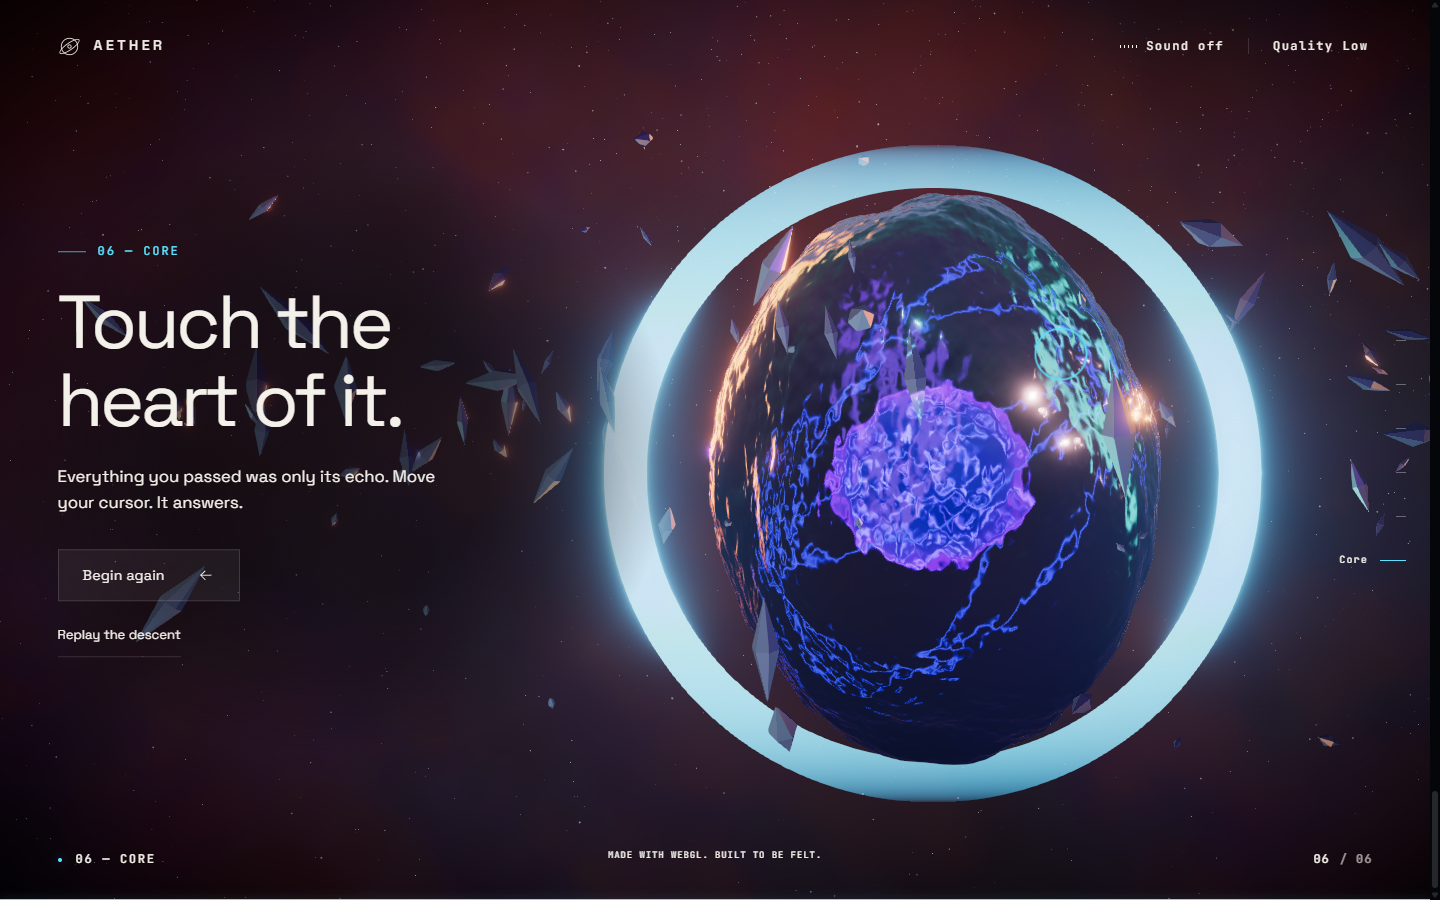 AETHER
Sound off
Quality Low
06 — CORE
Touch the
heart of it.
Everything you passed was only its echo. Move
your cursor. It answers.
Begin again
Replay the descent
Core
06 — CORE
MADE WITH WEBGL. BUILT TO BE FELT.
06 / 06